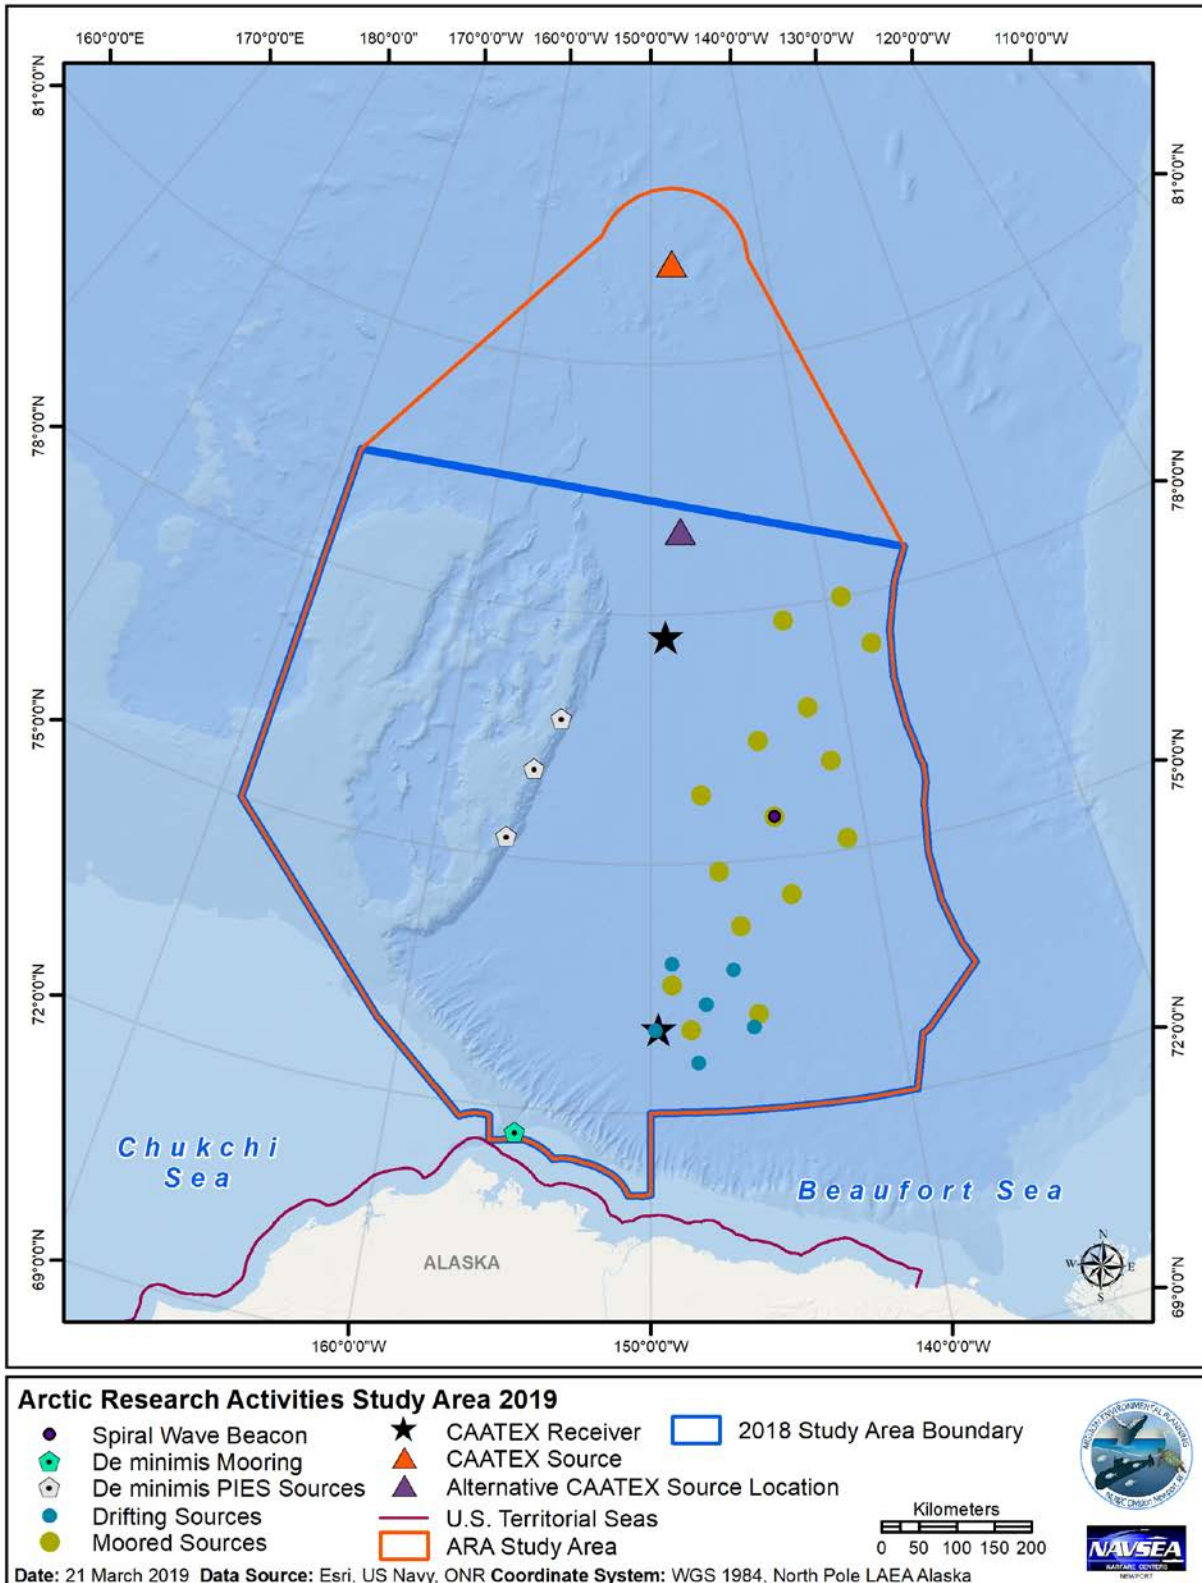 160°0'0"E 170°0'0"E 180°0'0" 170°0'0"W 160°0'0"W 150°0'0"W 140°0'0"W 130°0'0"W 120°0'0"W 110°0'0"W
81°0'0"N
81°0'0"N
78°0'0"N
78°0'0"N
75°0'0"N
75°0'0"N
72°0'0"N
72°0'0"N
Chukchi
Sea
Beaufort Sea
ALASKA
N
W E
S
69°0'0"N
69°0'0"N
160°0'0"W 150°0'0"W 140°0'0"W
Arctic Research Activities Study Area 2019
Spiral Wave Beacon
De minimis Mooring
De minimis PIES Sources
Drifting Sources
Moored Sources
CAATEX Receiver
CAATEX Source
Alternative CAATEX Source Location
U.S. Territorial Seas
ARA Study Area
2018 Study Area Boundary
Kilometers
0 50 100 150 200
MISSION ENVIRONMENTAL PLANNING
NAVSEA
WARFARE CENTERS
NEWPORT
Date: 21 March 2019 Data Source: Esri, US Navy, ONR Coordinate System: WGS 1984, North Pole LAEA Alaska